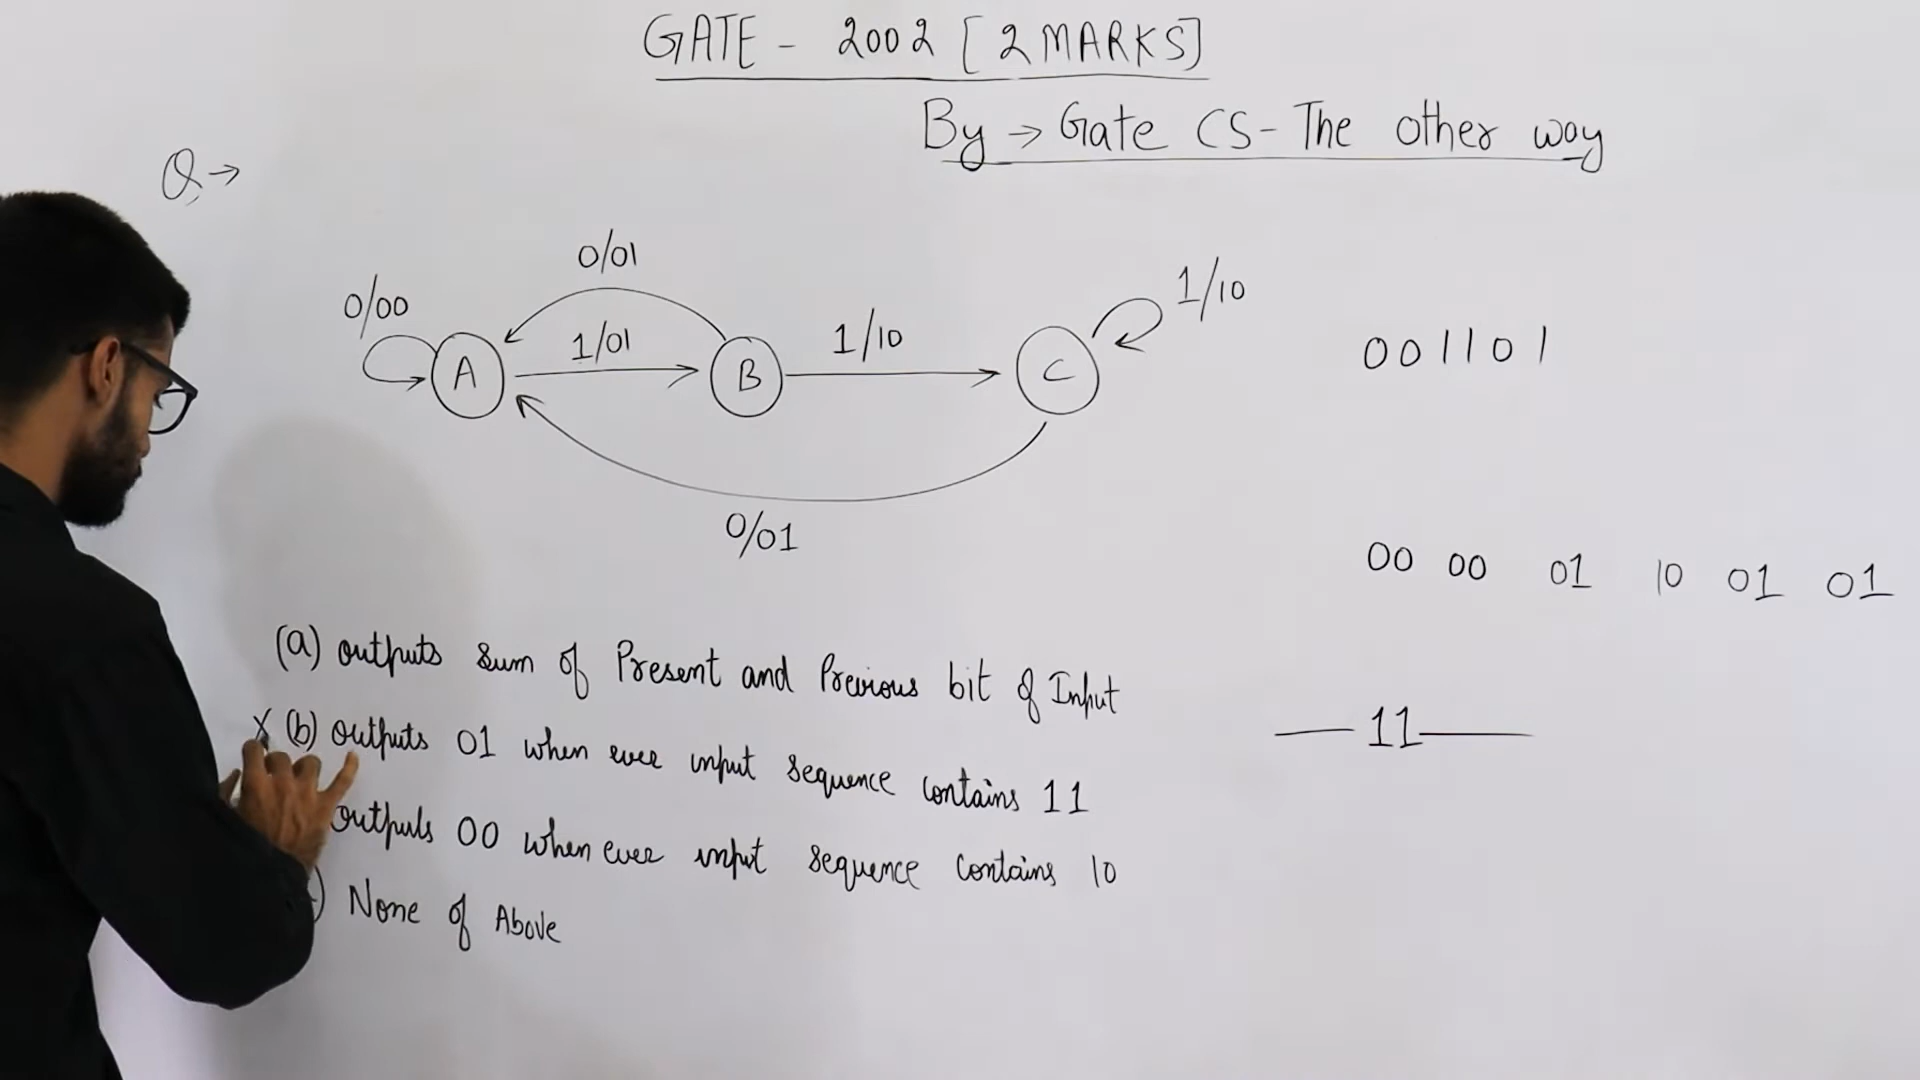 GATE - 2002 [2 MARKS]
By → Gate CS - The other way
Q →
0/01
0/00
1/01
1/10
1/10
A
B
C
0/01
001101
00 00 01 10 01 01
(a) outputs sum of Present and Previous bit of Input
X (b) outputs 01 when ever input sequence contains 11
outputs 00 when ever input sequence contains 10
) None of Above
11